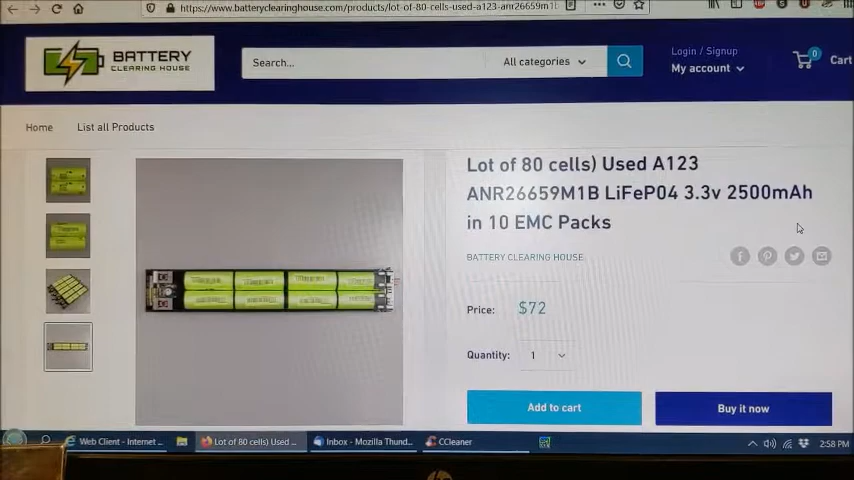 https://www.batteryclearinghouse.com/products/lot-of-80-cells-used-a123-anr26659m1b
BATTERY
CLEARING HOUSE
Search...
All categories
Login / Signup
My account
0
Cart
Home
List all Products
Lot of 80 cells) Used A123
ANR26659M1B LiFeP04 3.3v 2500mAh
in 10 EMC Packs
BATTERY CLEARING HOUSE
Price:
$72
Quantity:
1
Add to cart
Buy it now
Web Client - Internet ...
Lot of 80 cells) Used ...
Inbox - Mozilla Thund...
CCleaner
2:58 PM